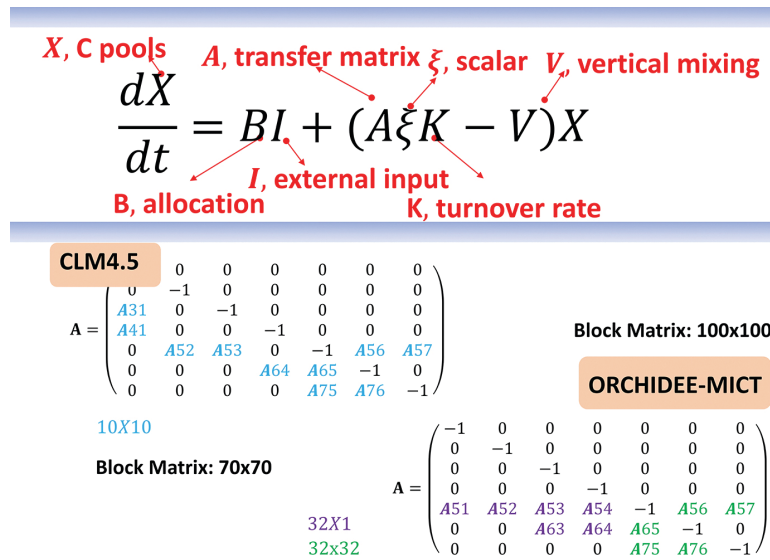 X, C pools
A, transfer matrix
ξ, scalar
V, vertical mixing
dX/dt = BI + (AξK − V)X
I, external input
B, allocation
K, turnover rate
CLM4.5
0 0 0 0 0 0
0 −1 0 0 0 0 0
A31 0 −1 0 0 0 0
A = A41 0 0 −1 0 0 0
0 A52 A53 0 −1 A56 A57
0 0 0 A64 A65 −1 0
0 0 0 0 A75 A76 −1
10X10
Block Matrix: 70x70
Block Matrix: 100x100
ORCHIDEE-MICT
−1 0 0 0 0 0 0
0 −1 0 0 0 0 0
0 0 −1 0 0 0 0
A = 0 0 0 −1 0 0 0
A51 A52 A53 A54 −1 A56 A57
0 0 A63 A64 A65 −1 0
0 0 0 0 A75 A76 −1
32X1
32x32